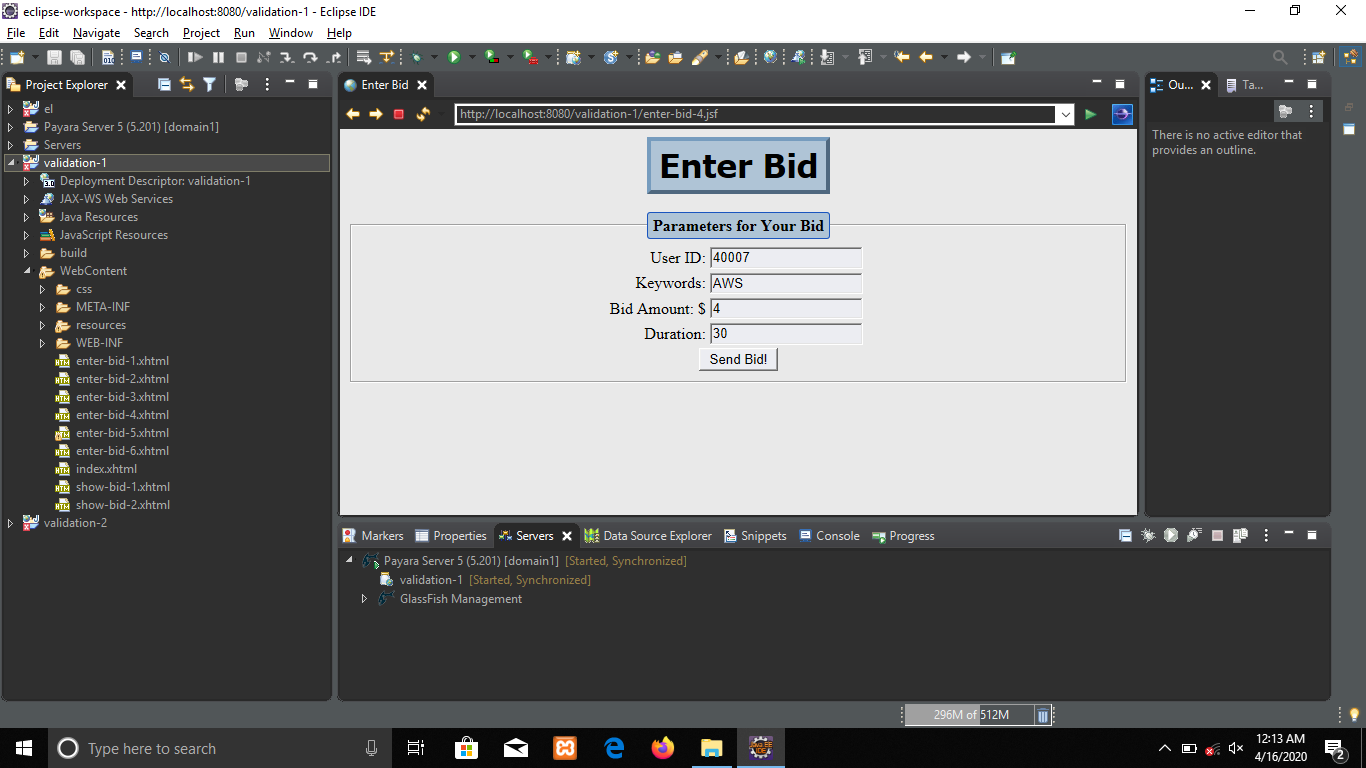 eclipse-workspace - http://localhost:8080/validation-1 - Eclipse IDE
File Edit Navigate Search Project Run Window Help
Project Explorer
el
Payara Server 5 (5.201) [domain1]
Servers
validation-1
Deployment Descriptor: validation-1
JAX-WS Web Services
Java Resources
JavaScript Resources
build
WebContent
css
META-INF
resources
WEB-INF
enter-bid-1.xhtml
enter-bid-2.xhtml
enter-bid-3.xhtml
enter-bid-4.xhtml
enter-bid-5.xhtml
enter-bid-6.xhtml
index.xhtml
show-bid-1.xhtml
show-bid-2.xhtml
validation-2
Enter Bid
http://localhost:8080/validation-1/enter-bid-4.jsf
Enter Bid
Parameters for Your Bid
User ID: 40007
Keywords: AWS
Bid Amount: $ 4
Duration: 30
Send Bid!
Ou... Ta...
There is no active editor that
provides an outline.
Markers Properties Servers Data Source Explorer Snippets Console Progress
Payara Server 5 (5.201) [domain1] [Started, Synchronized]
validation-1 [Started, Synchronized]
GlassFish Management
296M of 512M
Type here to search
12:13 AM
4/16/2020
2